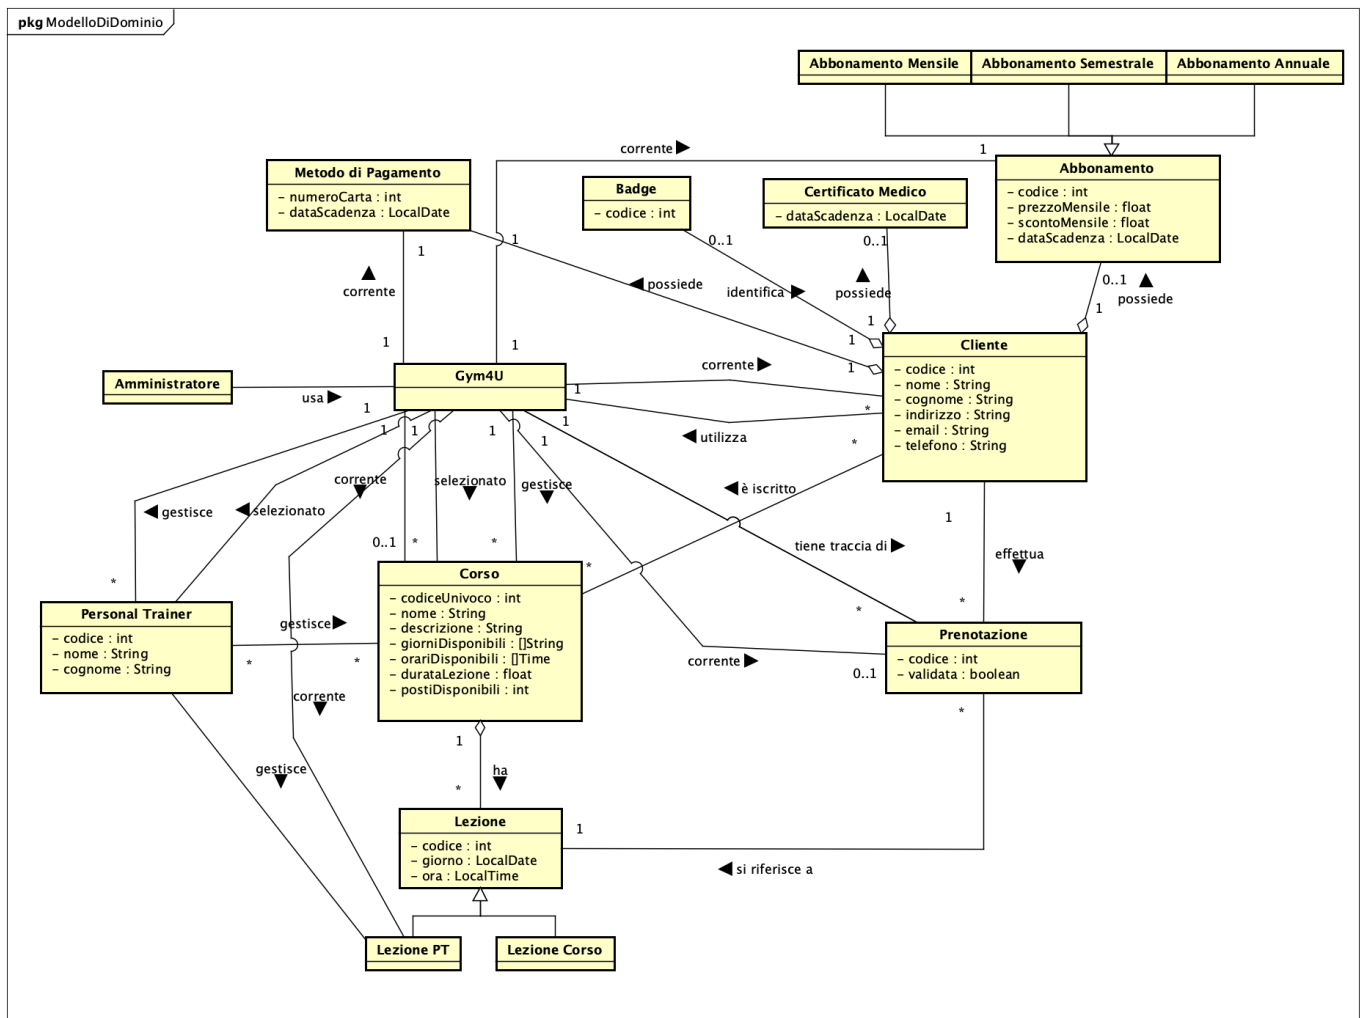 pkg ModelloDiDominio
Abbonamento Mensile
Abbonamento Semestrale
Abbonamento Annuale
corrente
1
Metodo di Pagamento
– numeroCarta : int
– dataScadenza : LocalDate
Badge
– codice : int
Certificato Medico
– dataScadenza : LocalDate
Abbonamento
– codice : int
– prezzoMensile : float
– scontoMensile : float
– dataScadenza : LocalDate
1
1
0..1
0..1
0..1
possiede
corrente
possiede
identifica
possiede
1
1
1
1
1
1
1
Amministratore
usa
Gym4U
corrente
1
*
utilizza
Cliente
– codice : int
– nome : String
– cognome : String
– indirizzo : String
– email : String
– telefono : String
1
1
1
1
1
1
*
gestisce
selezionato
corrente
selezionato
gestisce
è iscritto
tiene traccia di
1
effettua
0..1
*
*
*
*
*
*
Personal Trainer
– codice : int
– nome : String
– cognome : String
gestisce
*
*
Corso
– codiceUnivoco : int
– nome : String
– descrizione : String
– giorniDisponibili : []String
– orariDisponibili : []Time
– durataLezione : float
– postiDisponibili : int
corrente
0..1
Prenotazione
– codice : int
– validata : boolean
corrente
gestisce
1
ha
*
*
Lezione
– codice : int
– giorno : LocalDate
– ora : LocalTime
1
si riferisce a
Lezione PT
Lezione Corso